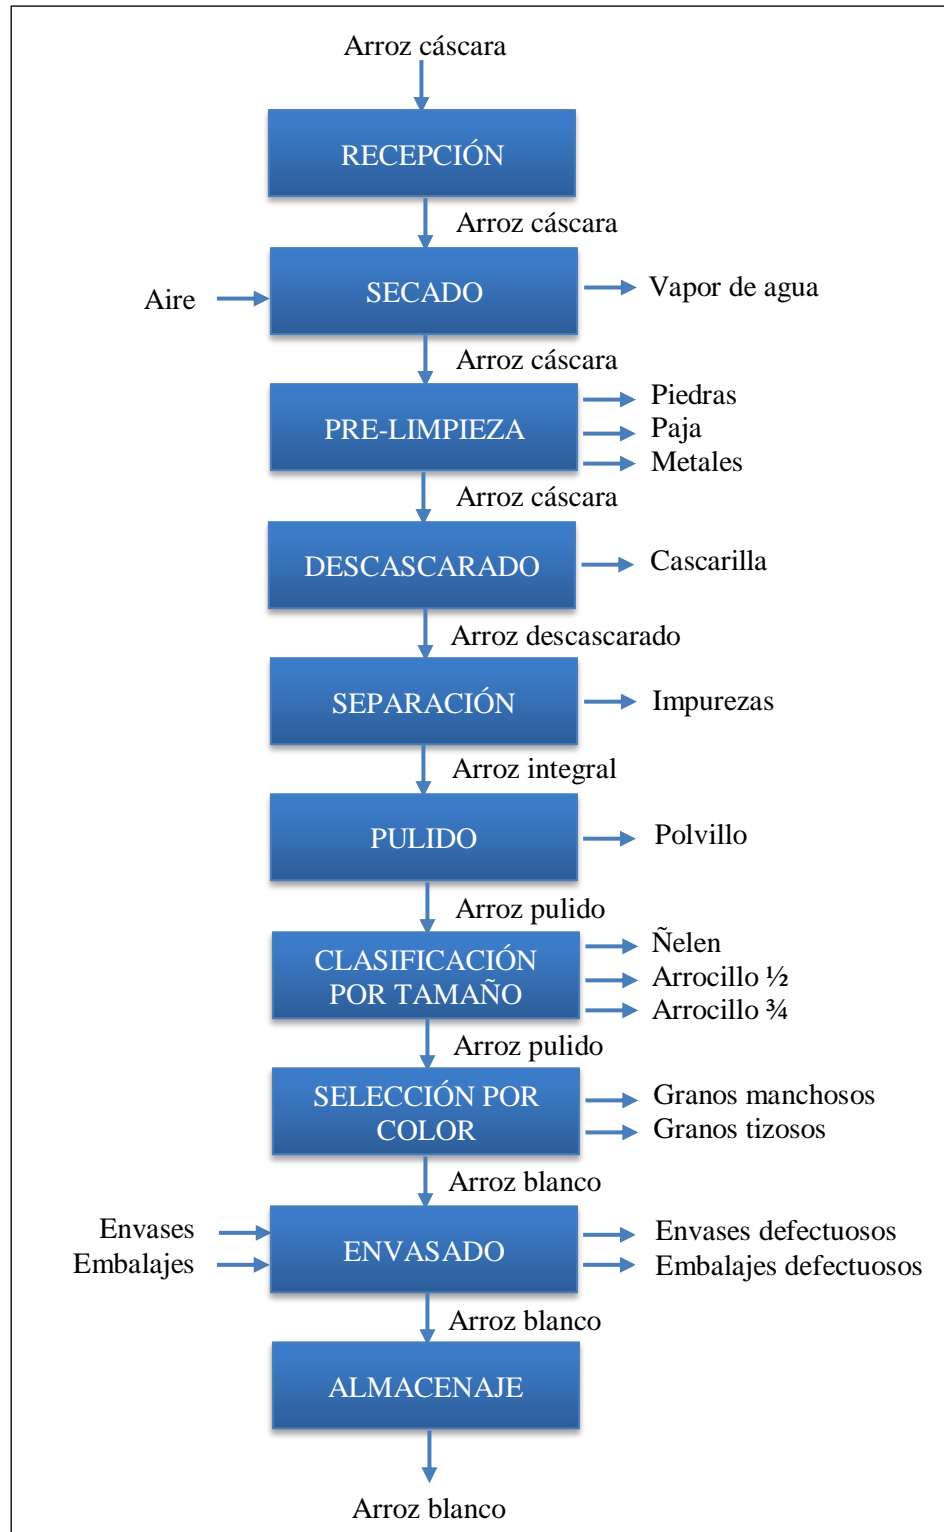 Arroz cáscara
RECEPCIÓN
Arroz cáscara
Aire
SECADO
Vapor de agua
Arroz cáscara
PRE-LIMPIEZA
Piedras
Paja
Metales
Arroz cáscara
DESCASCARADO
Cascarilla
Arroz descascarado
SEPARACIÓN
Impurezas
Arroz integral
PULIDO
Polvillo
Arroz pulido
CLASIFICACIÓN
POR TAMAÑO
Ñelen
Arrocillo ½
Arrocillo ¾
Arroz pulido
SELECCIÓN POR
COLOR
Granos manchosos
Granos tizosos
Arroz blanco
Envases
Embalajes
ENVASADO
Envases defectuosos
Embalajes defectuosos
Arroz blanco
ALMACENAJE
Arroz blanco